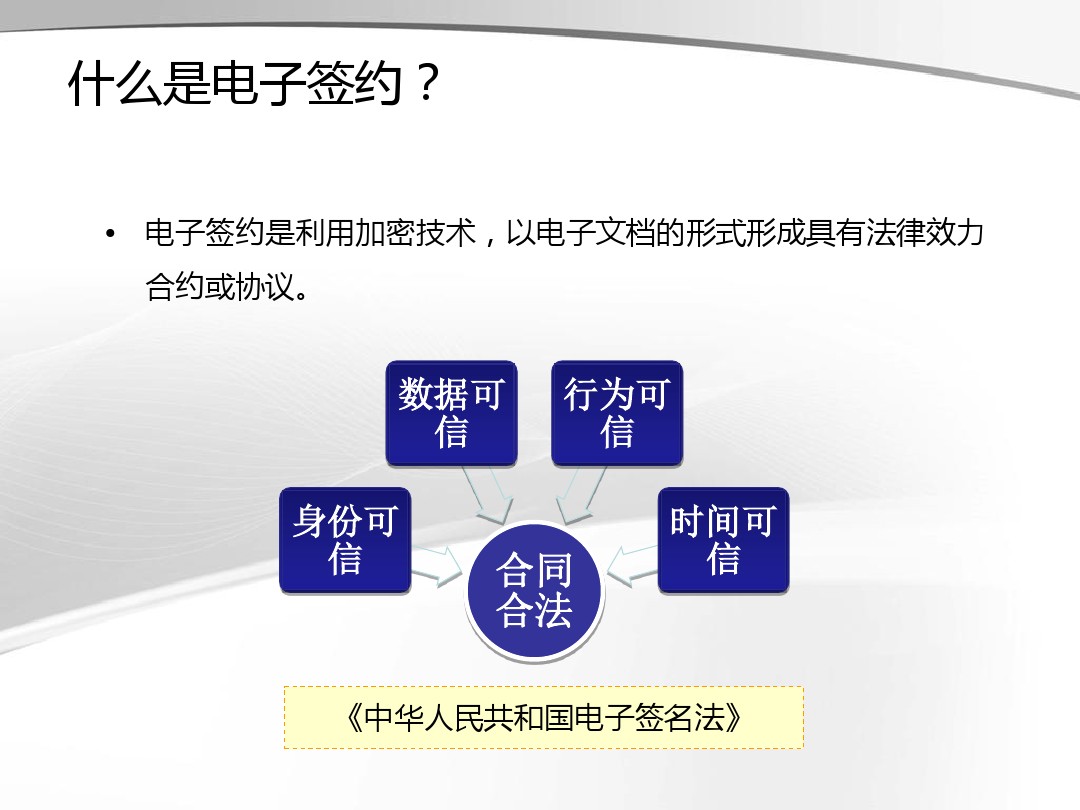 什么是电子签约？
• 电子签约是利用加密技术，以电子文档的形式形成具有法律效力
合约或协议。
数据可
信
行为可
信
身份可
信
时间可
信
合同
合法
《中华人民共和国电子签名法》